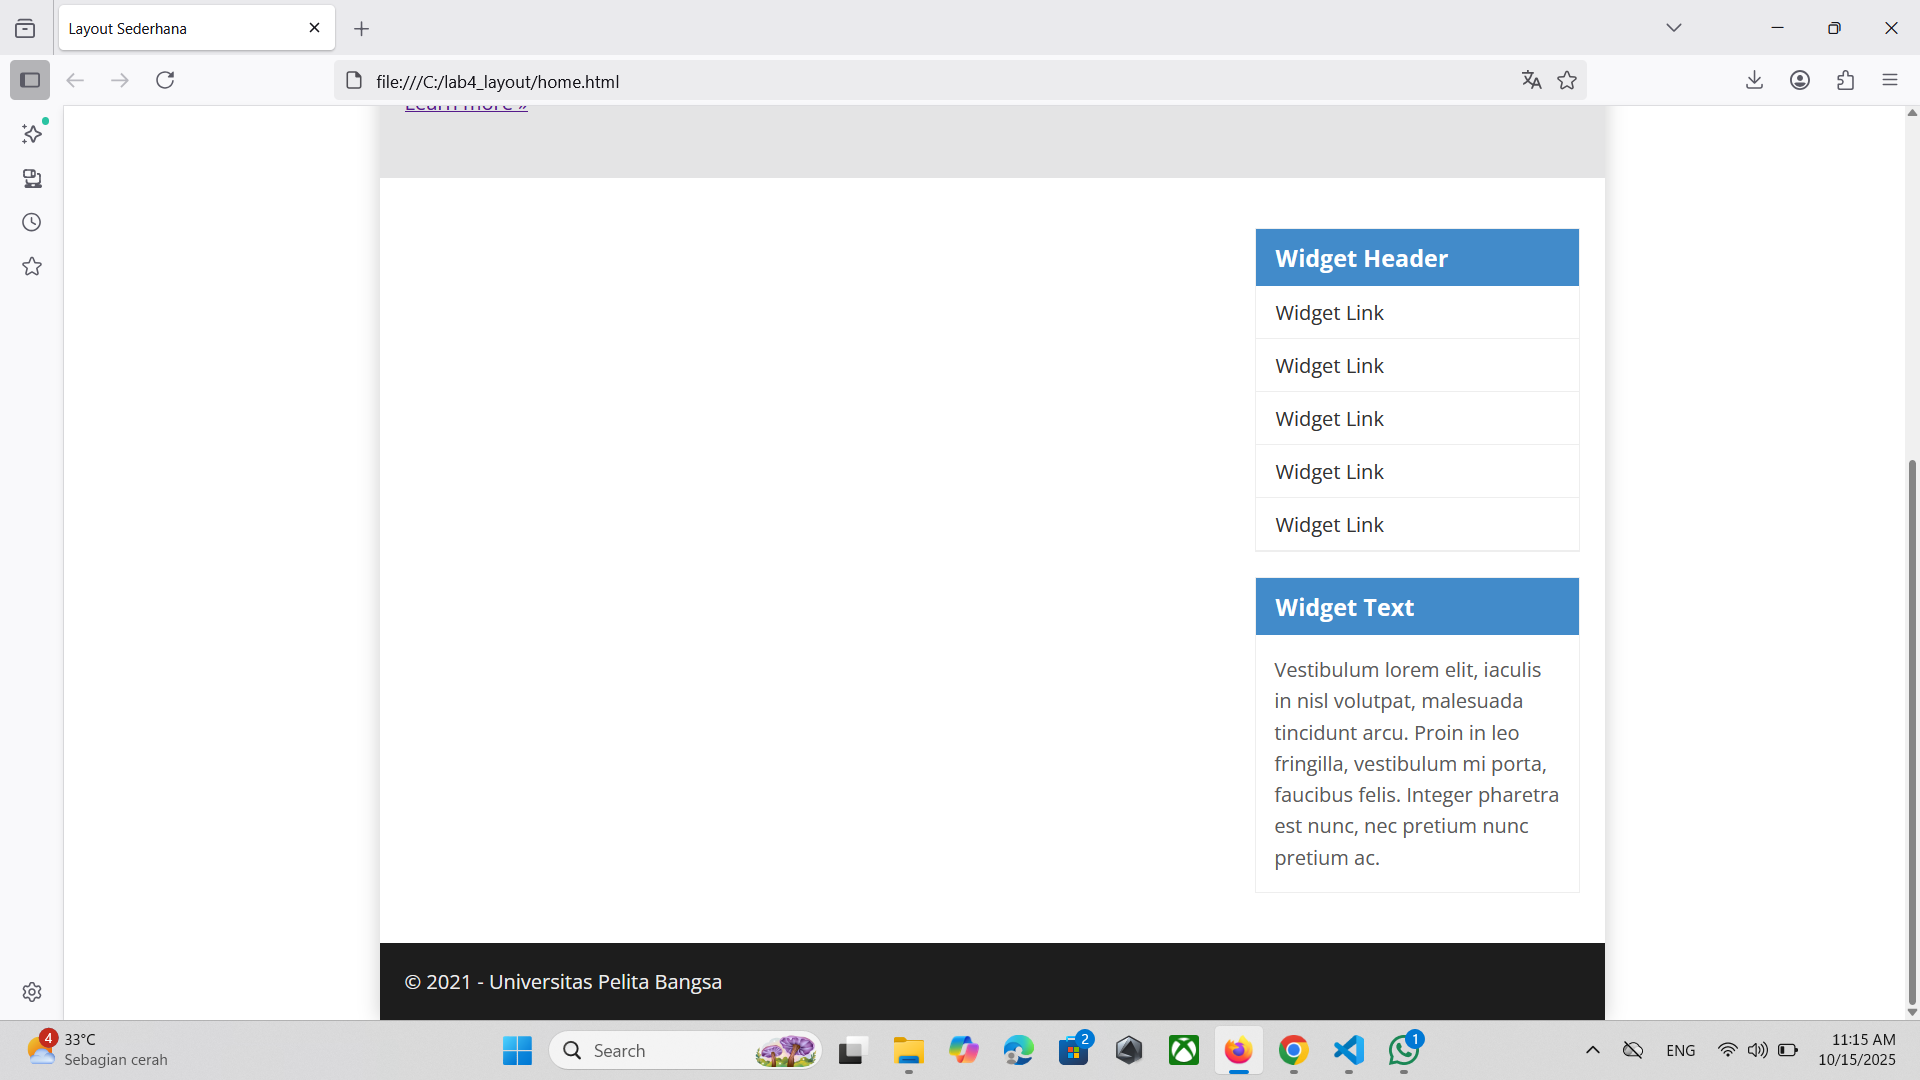 Layout Sederhana
file:///C:/lab4_layout/home.html
Learn more »
Widget Header
Widget Link
Widget Link
Widget Link
Widget Link
Widget Link
Widget Text
Vestibulum lorem elit, iaculis
in nisl volutpat, malesuada
tincidunt arcu. Proin in leo
fringilla, vestibulum mi porta,
faucibus felis. Integer pharetra
est nunc, nec pretium nunc
pretium ac.
© 2021 - Universitas Pelita Bangsa
4
33°C
Sebagian cerah
Search
2
1
ENG
11:15 AM
10/15/2025